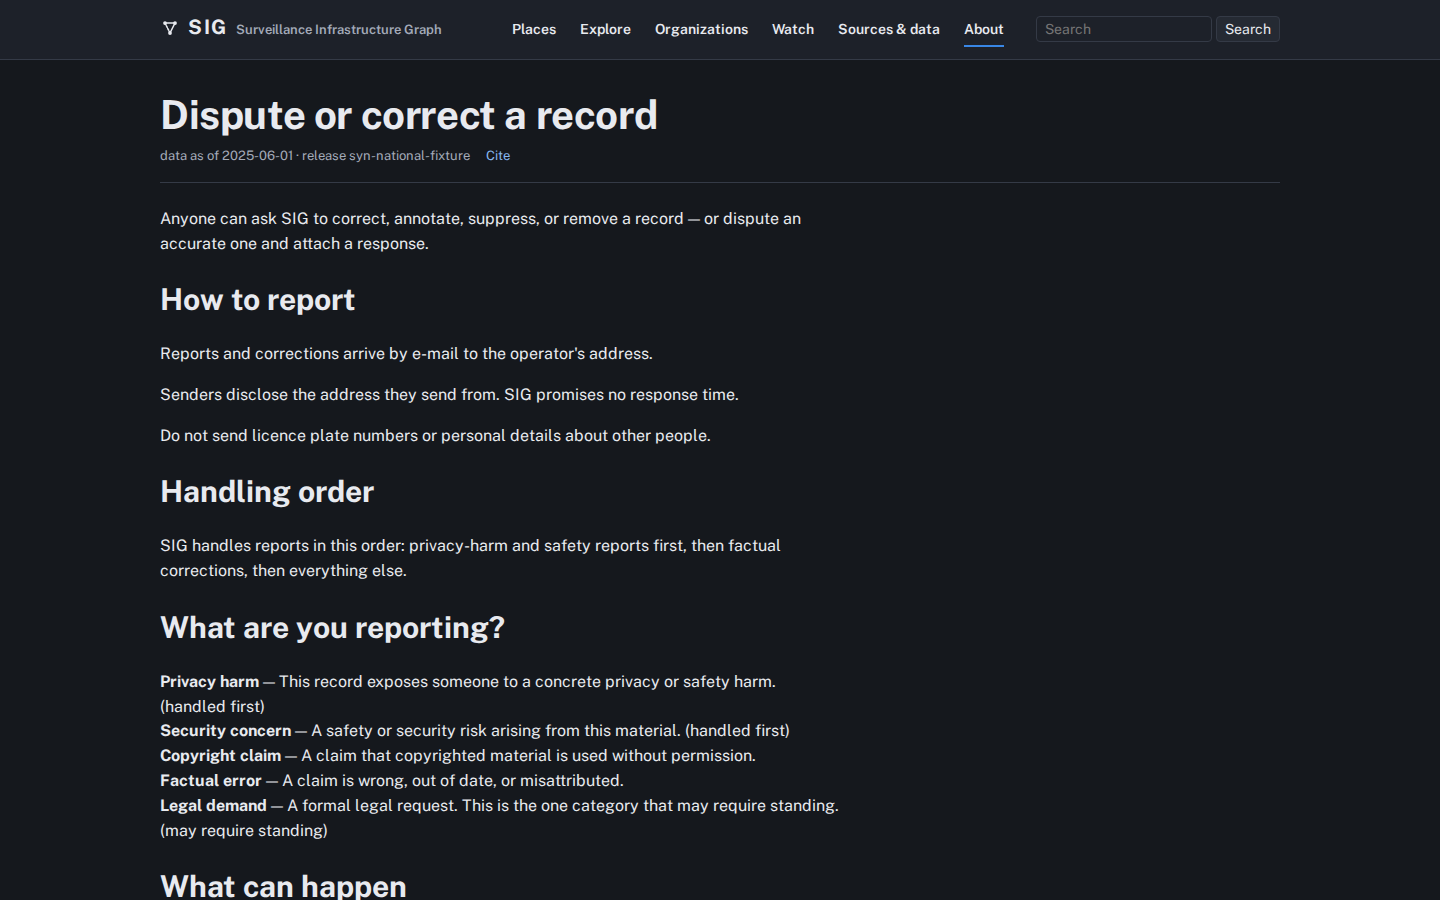 SIG Surveillance Infrastructure Graph Places Explore Organizations Watch Sources & data About Search Search
Dispute or correct a record
data as of 2025-06-01 · release syn-national-fixture Cite
Anyone can ask SIG to correct, annotate, suppress, or remove a record — or dispute an
accurate one and attach a response.
How to report
Reports and corrections arrive by e-mail to the operator's address.
Senders disclose the address they send from. SIG promises no response time.
Do not send licence plate numbers or personal details about other people.
Handling order
SIG handles reports in this order: privacy-harm and safety reports first, then factual
corrections, then everything else.
What are you reporting?
Privacy harm — This record exposes someone to a concrete privacy or safety harm.
(handled first)
Security concern — A safety or security risk arising from this material. (handled first)
Copyright claim — A claim that copyrighted material is used without permission.
Factual error — A claim is wrong, out of date, or misattributed.
Legal demand — A formal legal request. This is the one category that may require standing.
(may require standing)
What can happen